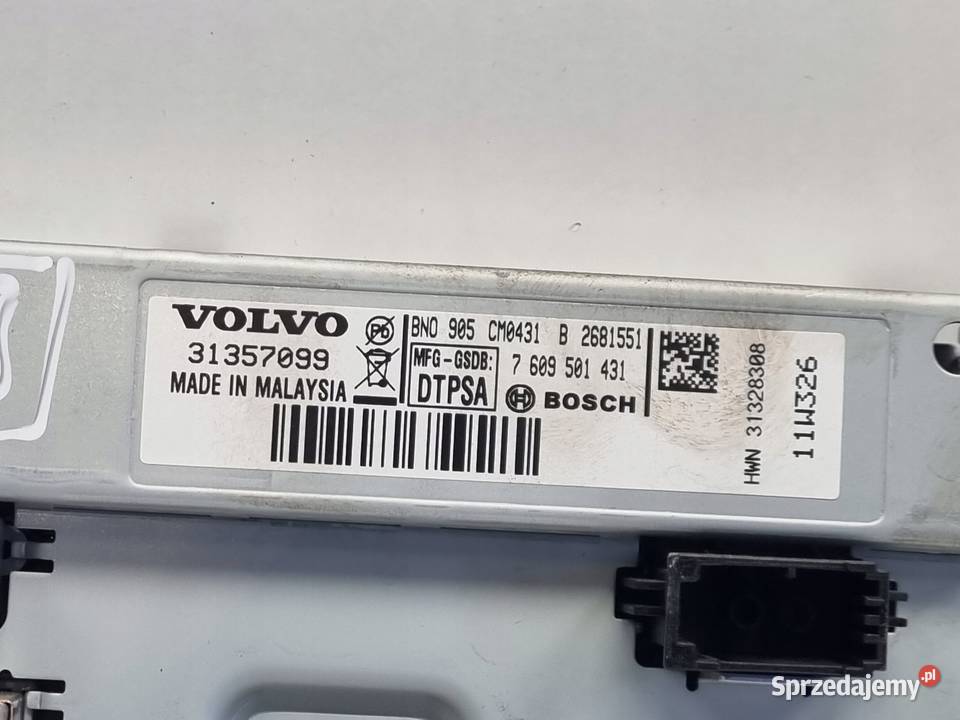 VOLVO
31357099
MADE IN MALAYSIA
Pb
BNO 905 CM0431 B 2681551
MFG-GSDB:
DTPSA
7 609 501 431
BOSCH
HWN 31328308
11W326
Sprzedajemy.pl